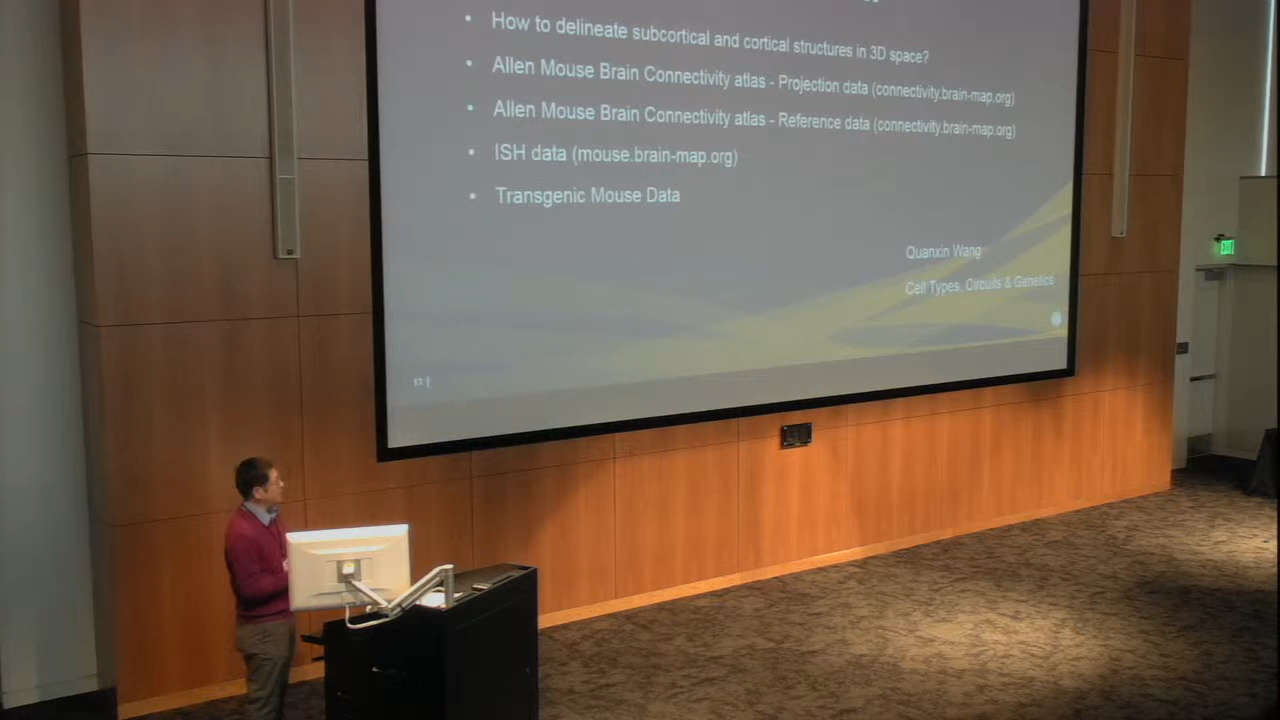 • How to delineate subcortical and cortical structures in 3D space?
• Allen Mouse Brain Connectivity atlas - Projection data (connectivity.brain-map.org)
• Allen Mouse Brain Connectivity atlas - Reference data (connectivity.brain-map.org)
• ISH data (mouse.brain-map.org)
• Transgenic Mouse Data
Quanxin Wang
Cell Types, Circuits & Genetics
EXIT